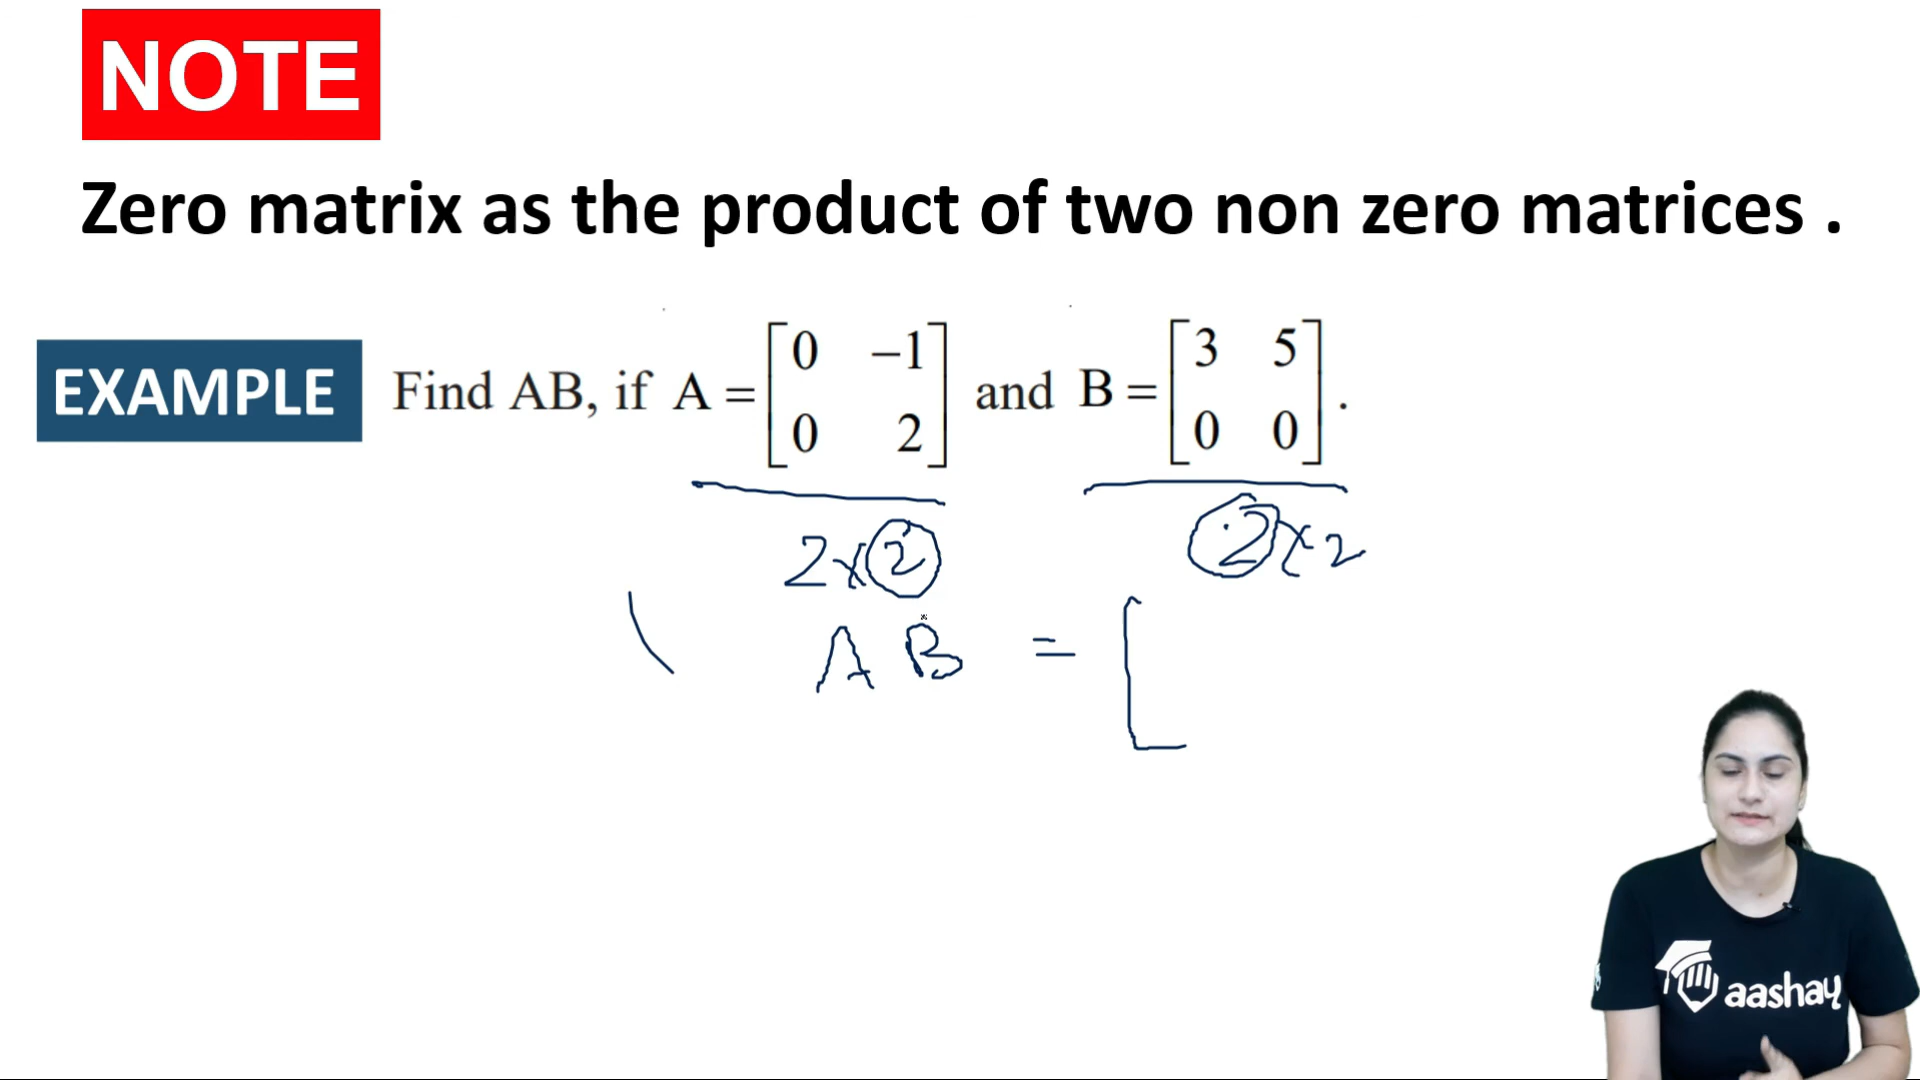 NOTE
Zero matrix as the product of two non zero matrices .
EXAMPLE Find AB, if A = [0 −1; 0 2] and B = [3 5; 0 0] .
2×2 2×2
A B = [
aashay